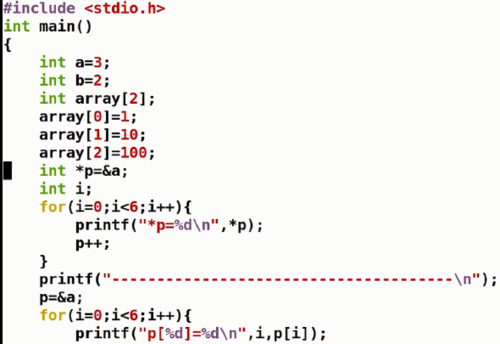 #include <stdio.h>
int main()
{
    int a=3;
    int b=2;
    int array[2];
    array[0]=1;
    array[1]=10;
    array[2]=100;
    int *p=&a;
    int i;
    for(i=0;i<6;i++){
        printf("*p=%d\n",*p);
        p++;
    }
    printf("--------------------------------------\n");
    p=&a;
    for(i=0;i<6;i++){
        printf("p[%d]=%d\n",i,p[i]);